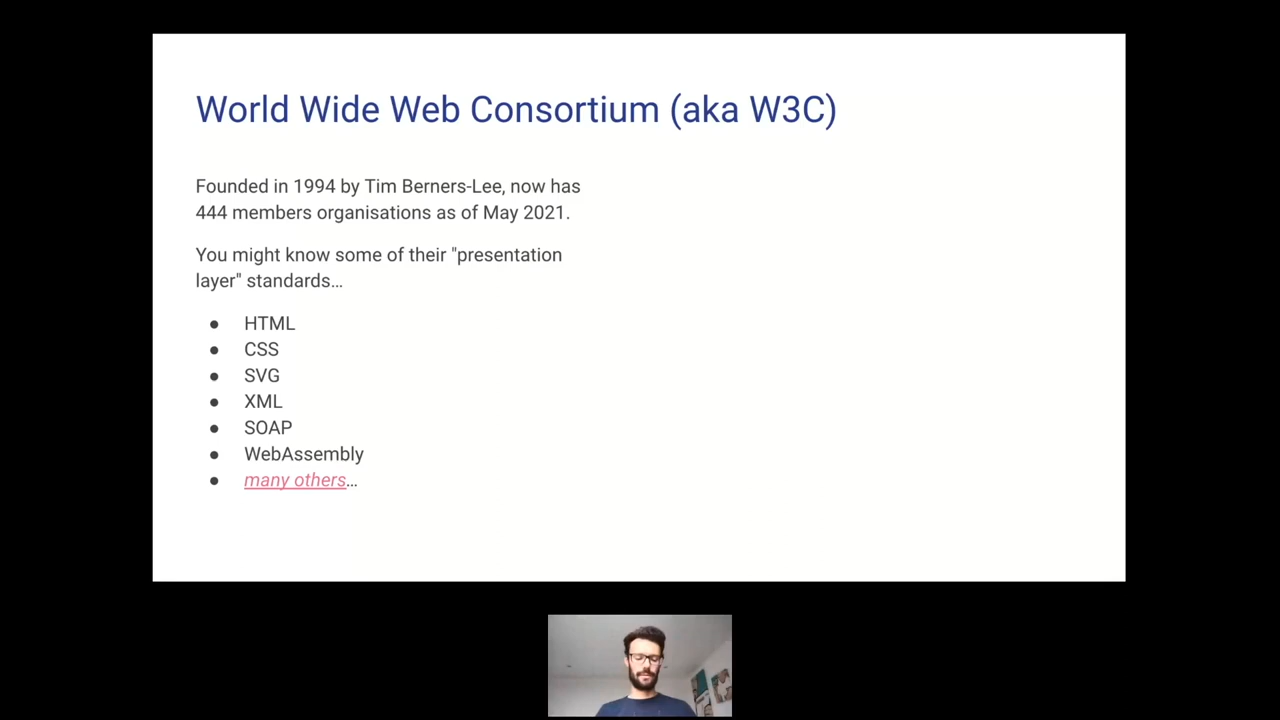 World Wide Web Consortium (aka W3C)
Founded in 1994 by Tim Berners-Lee, now has
444 members organisations as of May 2021.
You might know some of their "presentation
layer" standards…
● HTML
● CSS
● SVG
● XML
● SOAP
● WebAssembly
● many others…